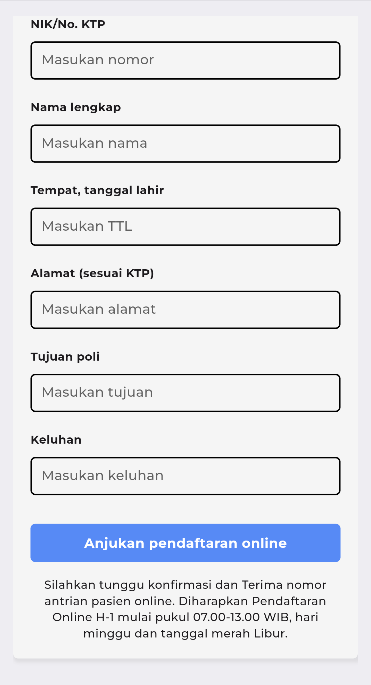 NIK/No. KTP
Masukan nomor
Nama lengkap
Masukan nama
Tempat, tanggal lahir
Masukan TTL
Alamat (sesuai KTP)
Masukan alamat
Tujuan poli
Masukan tujuan
Keluhan
Masukan keluhan
Anjukan pendaftaran online
Silahkan tunggu konfirmasi dan Terima nomor
antrian pasien online. Diharapkan Pendaftaran
Online H-1 mulai pukul 07.00-13.00 WIB, hari
minggu dan tanggal merah Libur.